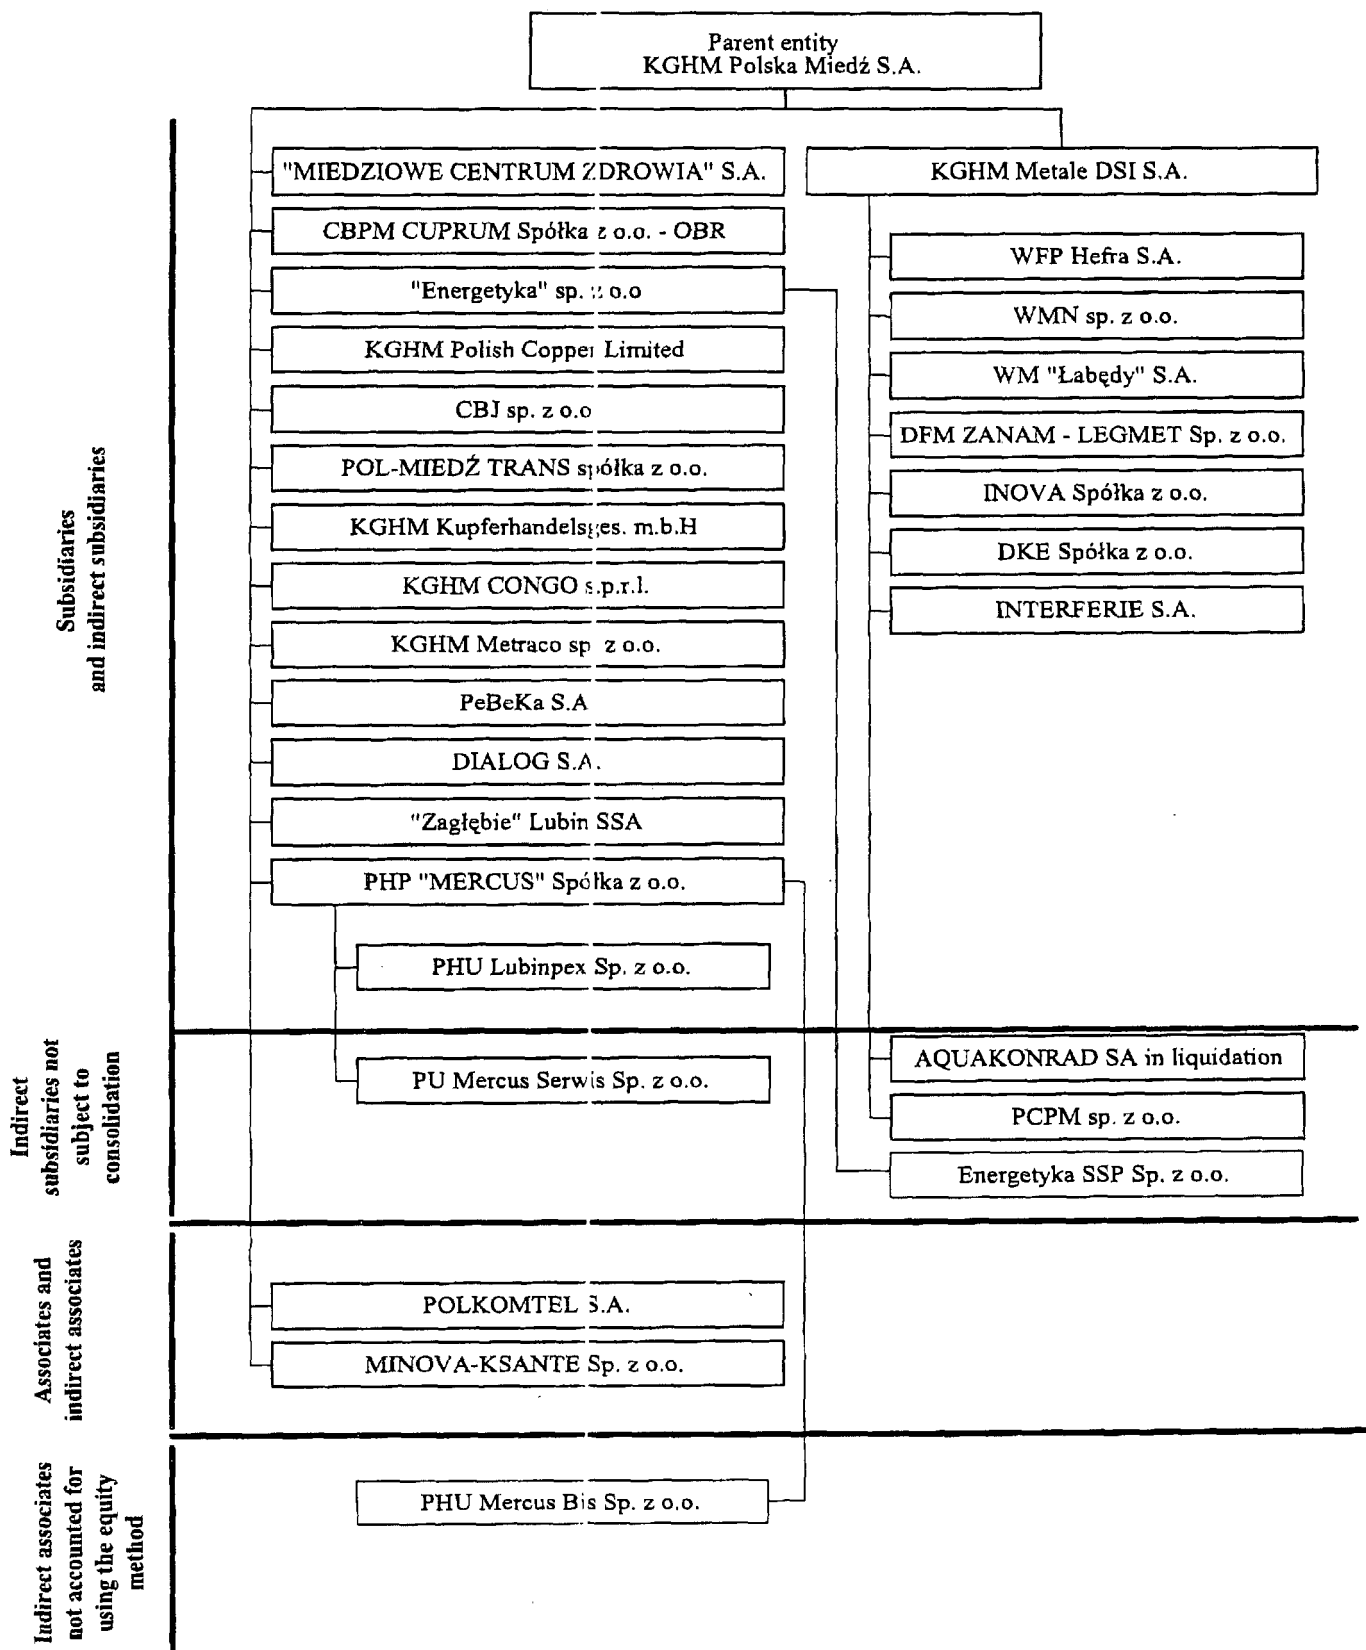 Parent entity
KGHM Polska Miedź S.A.
"MIEDZIOWE CENTRUM ZDROWIA" S.A.
KGHM Metale DSI S.A.
CBPM CUPRUM Spółka z o.o. - OBR
WFP Hefra S.A.
"Energetyka" sp. z o.o
WMN sp. z o.o.
KGHM Polish Copper Limited
WM "Łabędy" S.A.
CBJ sp. z o.o
DFM ZANAM - LEGMET Sp. z o.o.
POL-MIEDŹ TRANS spółka z o.o.
INOVA Spółka z o.o.
KGHM Kupferhandelsges. m.b.H
DKE Spółka z o.o.
KGHM CONGO s.p.r.l.
INTERFERIE S.A.
KGHM Metraco sp z o.o.
PeBeKa S.A
DIALOG S.A.
"Zagłębie" Lubin SSA
PHP "MERCUS" Spółka z o.o.
PHU Lubinpex Sp. z o.o.
Subsidiaries
and indirect subsidiaries
AQUAKONRAD SA in liquidation
PU Mercus Serwis Sp. z o.o.
PCPM sp. z o.o.
Energetyka SSP Sp. z o.o.
Indirect
subsidiaries not
subject to
consolidation
POLKOMTEL S.A.
MINOVA-KSANTE Sp. z o.o.
Associates and
indirect associates
PHU Mercus Bis Sp. z o.o.
Indirect associates
not accounted for
using the equity
method